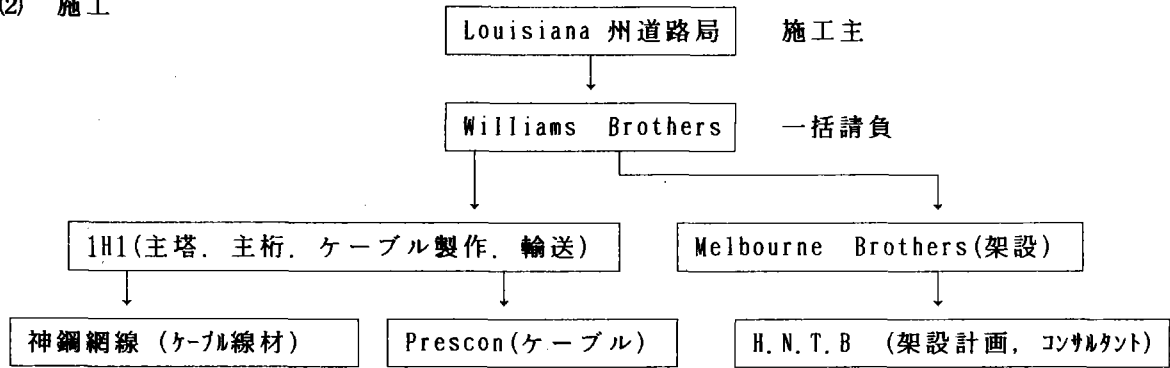 (2) 施工
Louisiana 州道路局 施工主
Williams Brothers 一括請負
1H1(主塔. 主桁. ケーブル製作. 輸送)
Melbourne Brothers(架設)
神鋼網線 (ケーブル線材)
Prescon(ケーブル)
H.N.T.B (架設計画, コンサルタント)